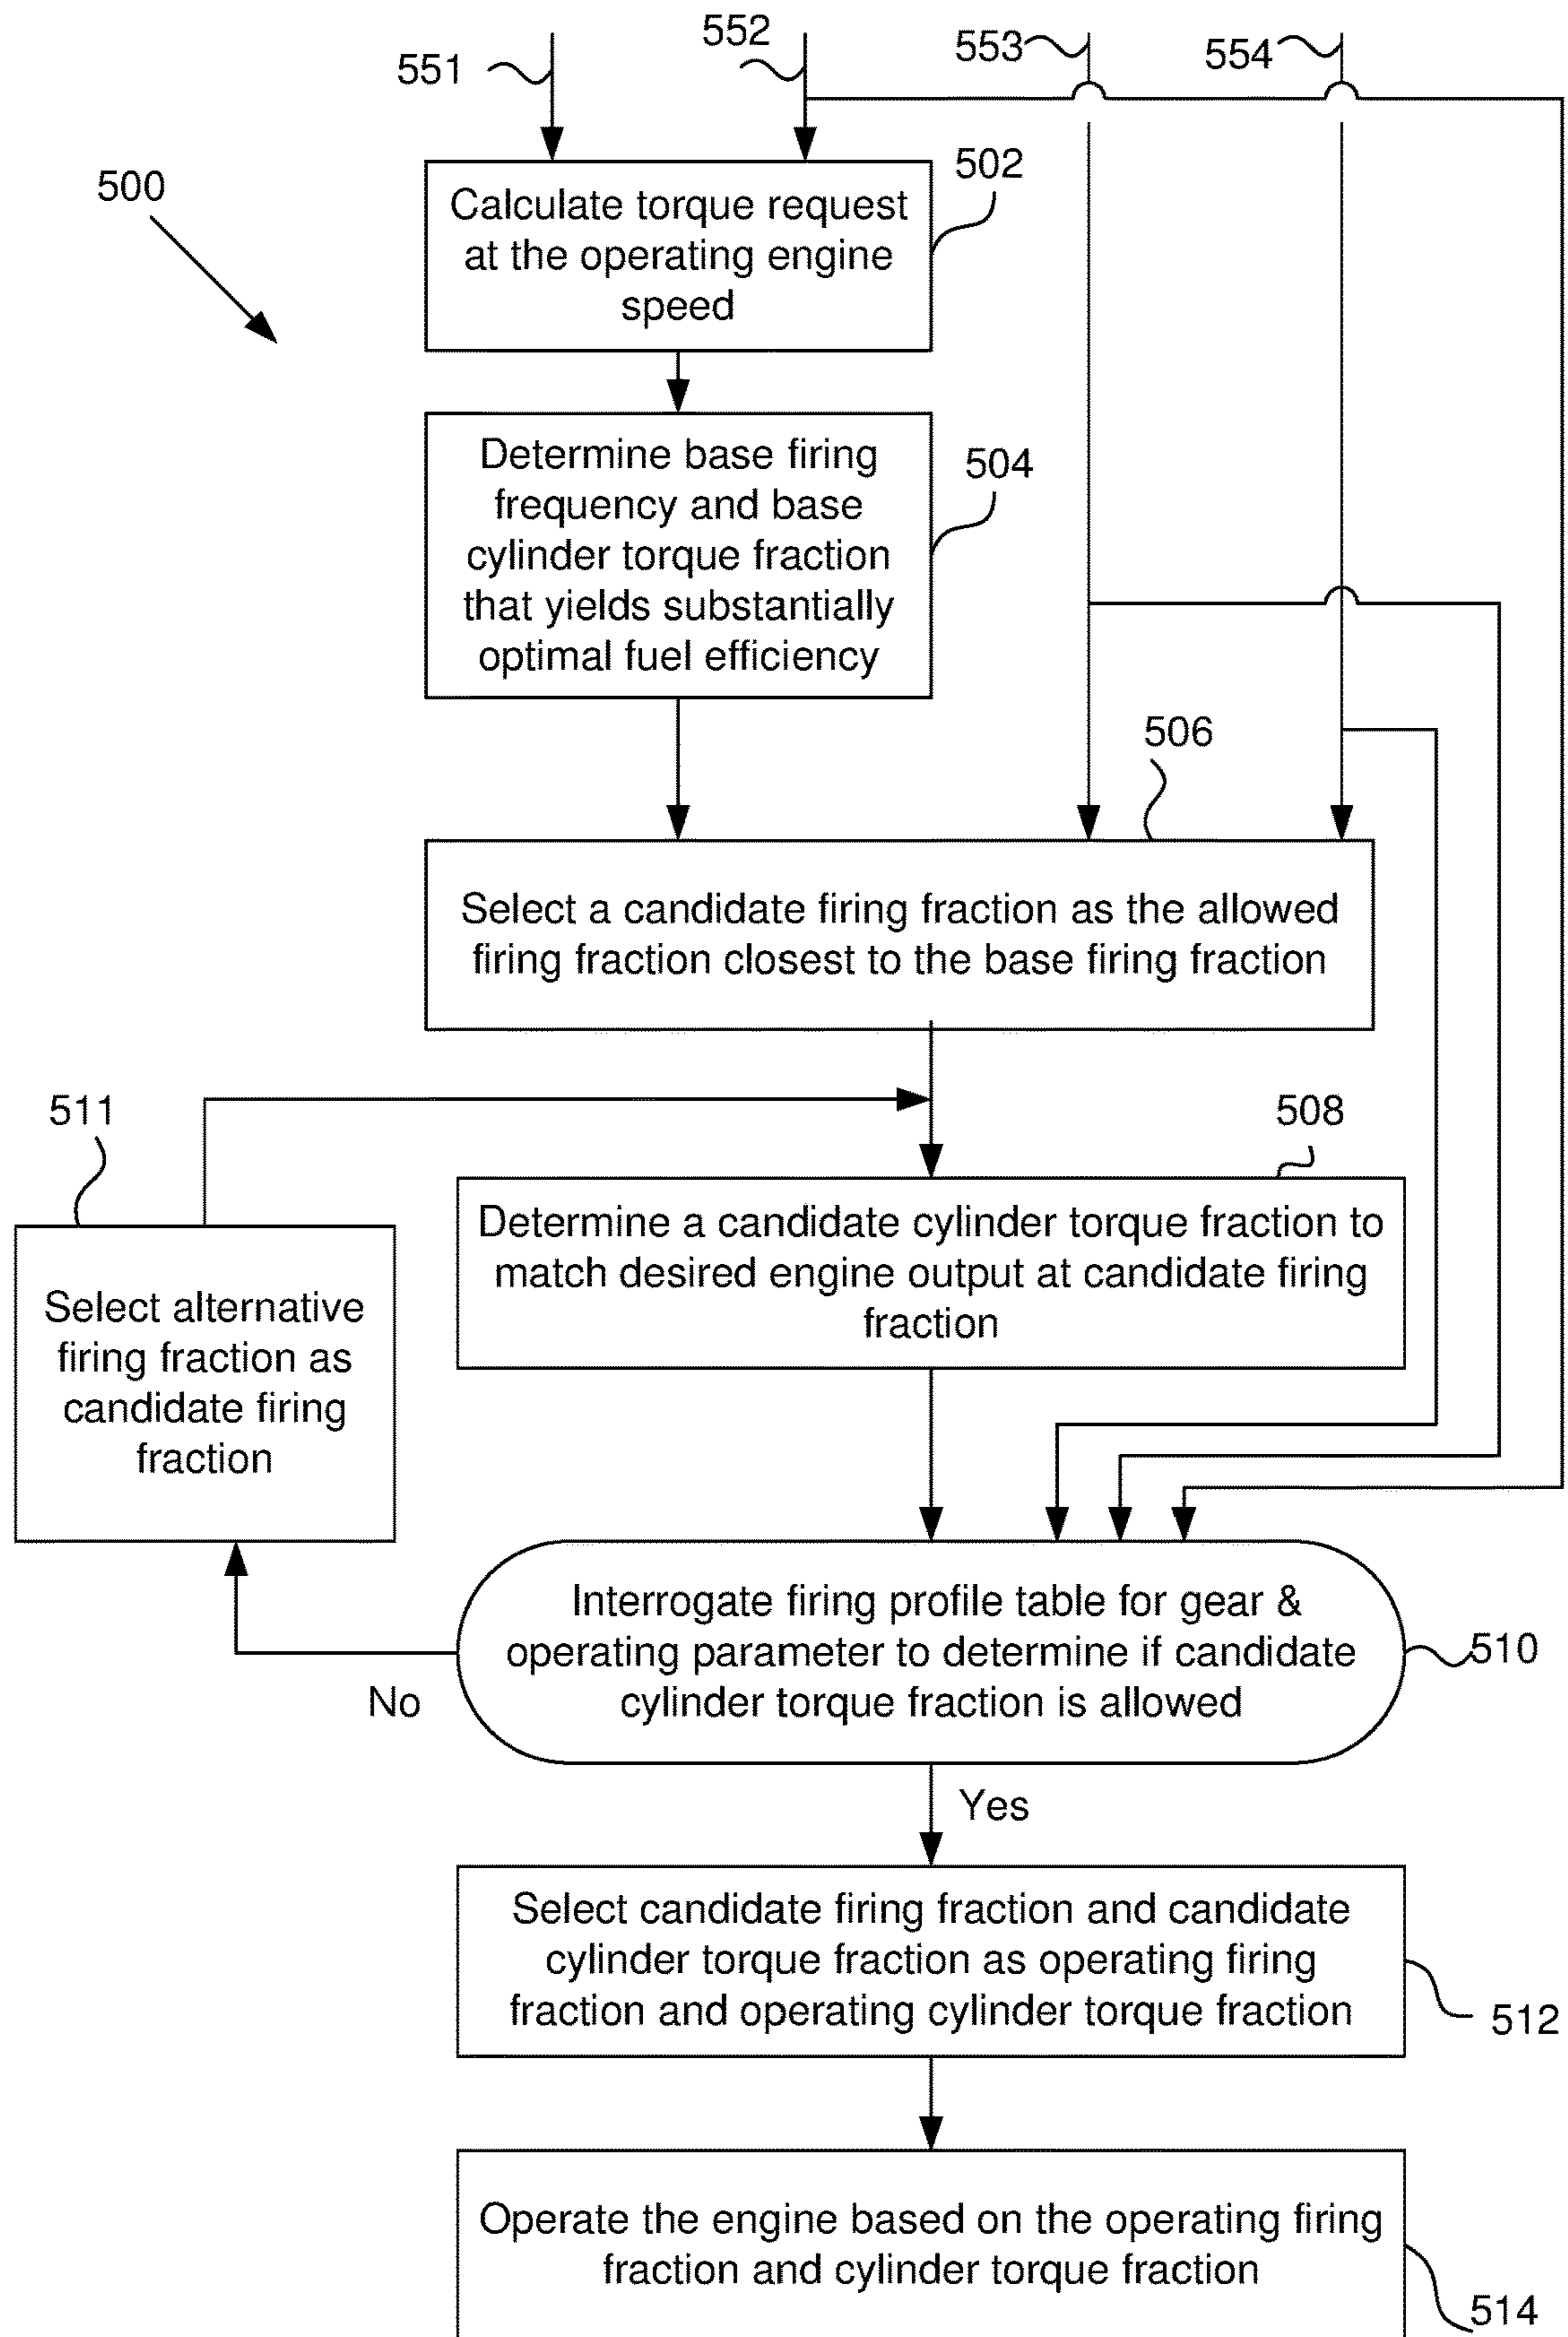 551
552
553
554
500
502
Calculate torque request
at the operating engine
speed
504
Determine base firing
frequency and base
cylinder torque fraction
that yields substantially
optimal fuel efficiency
506
Select a candidate firing fraction as the allowed
firing fraction closest to the base firing fraction
511
508
Determine a candidate cylinder torque fraction to
match desired engine output at candidate firing
fraction
Select alternative
firing fraction as
candidate firing
fraction
Interrogate firing profile table for gear &
operating parameter to determine if candidate
cylinder torque fraction is allowed
510
No
Yes
Select candidate firing fraction and candidate
cylinder torque fraction as operating firing
fraction and operating cylinder torque fraction
512
Operate the engine based on the operating firing
fraction and cylinder torque fraction
514